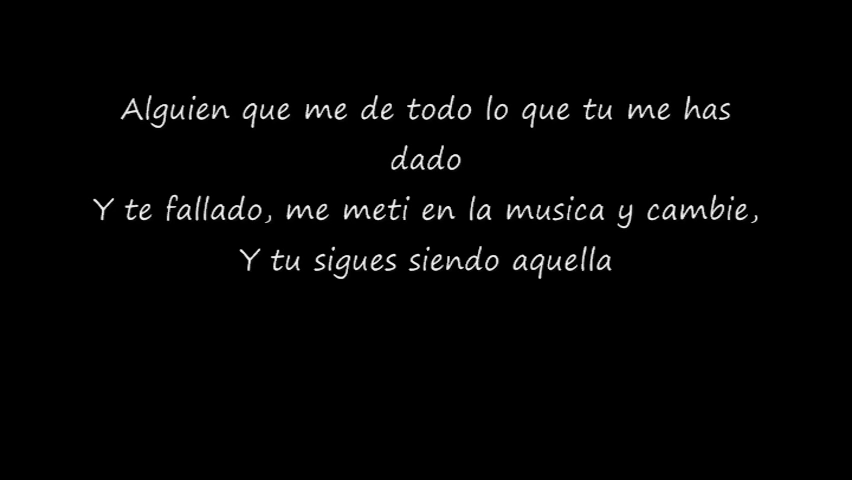 Alguien que me de todo lo que tu me has
dado
Y te fallado, me meti en la musica y cambie,
Y tu sigues siendo aquella